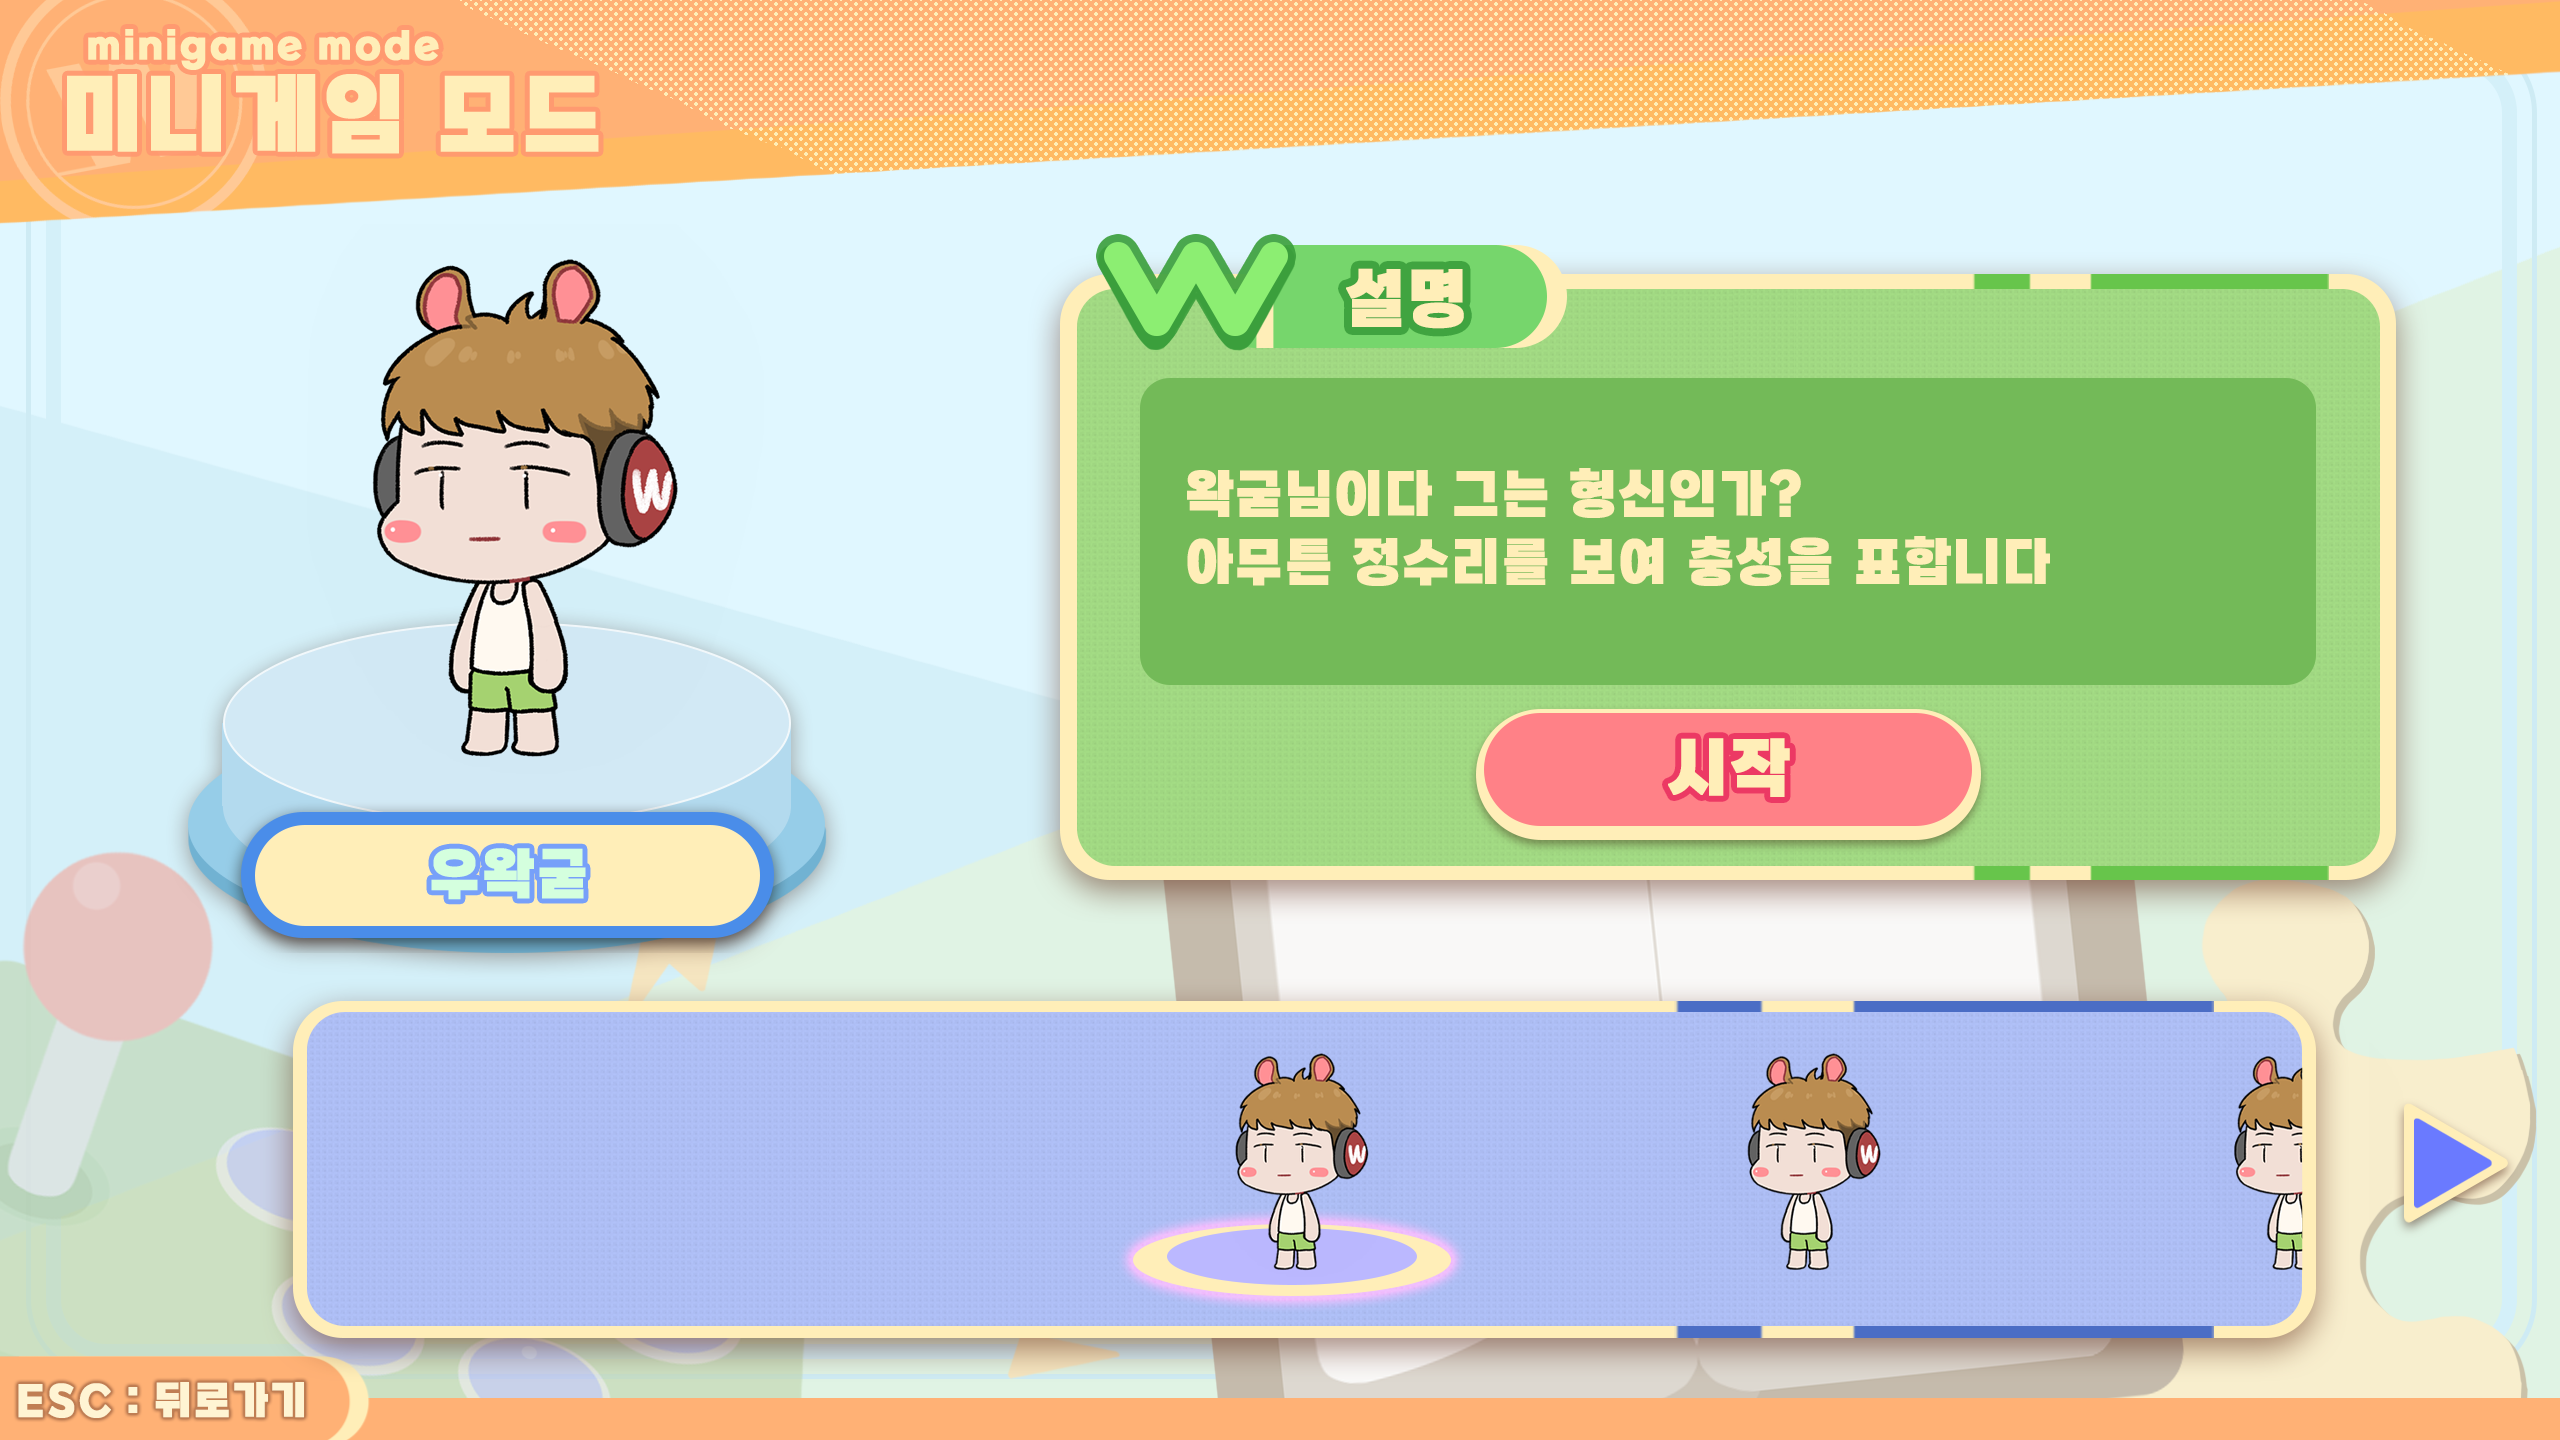 minigame mode
미니게임 모드
W 설명
왁굳님이다 그는 형신인가?
아무튼 정수리를 보여 충성을 표합니다
시작
W
우왁굳
W
W
ESC : 뒤로가기